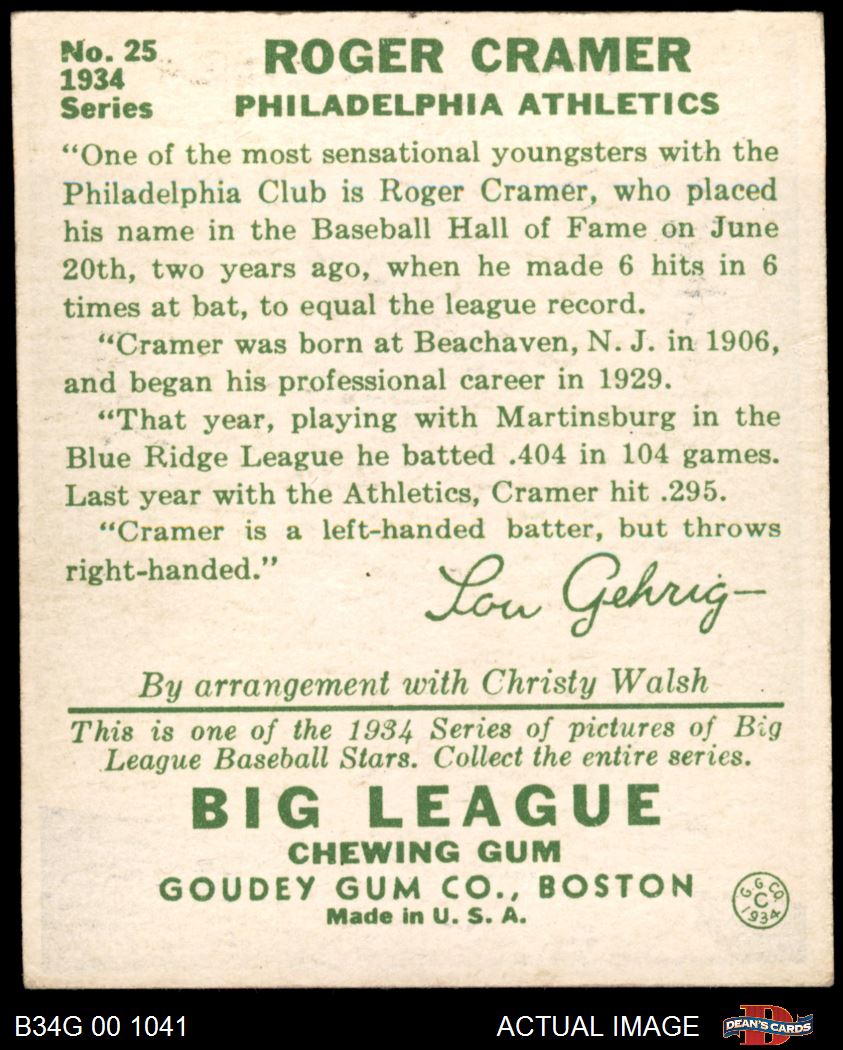 No. 25
1934
Series
ROGER CRAMER
PHILADELPHIA ATHLETICS
“One of the most sensational youngsters with the
Philadelphia Club is Roger Cramer, who placed
his name in the Baseball Hall of Fame on June
20th, two years ago, when he made 6 hits in 6
times at bat, to equal the league record.
“Cramer was born at Beachaven, N. J. in 1906,
and began his professional career in 1929.
“That year, playing with Martinsburg in the
Blue Ridge League he batted .404 in 104 games.
Last year with the Athletics, Cramer hit .295.
“Cramer is a left-handed batter, but throws
right-handed.”
Lou Gehrig—
By arrangement with Christy Walsh
This is one of the 1934 Series of pictures of Big
League Baseball Stars. Collect the entire series.
BIG LEAGUE
CHEWING GUM
GOUDEY GUM CO., BOSTON
Made in U. S. A.
G. G. CO.
C
1934
B34G 00 1041
ACTUAL IMAGE
D
DEAN'S CARDS